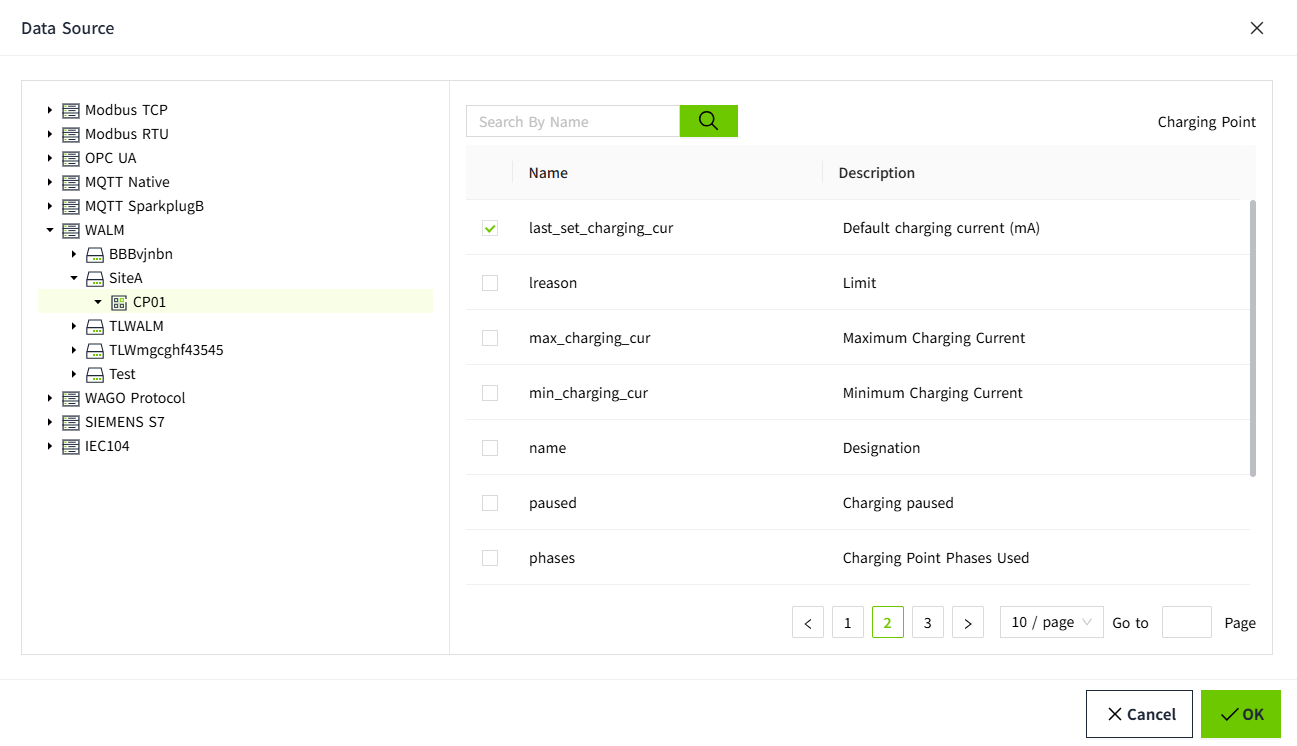 Data Source
Modbus TCP
Modbus RTU
OPC UA
MQTT Native
MQTT SparkplugB
WALM
BBBvjnbn
SiteA
CP01
TLWALM
TLWmgcghf43545
Test
WAGO Protocol
SIEMENS S7
IEC104
Search By Name
Charging Point
Name Description
last_set_charging_cur Default charging current (mA)
lreason Limit
max_charging_cur Maximum Charging Current
min_charging_cur Minimum Charging Current
name Designation
paused Charging paused
phases Charging Point Phases Used
< 1 2 3 > 10 / page Go to Page
Cancel OK